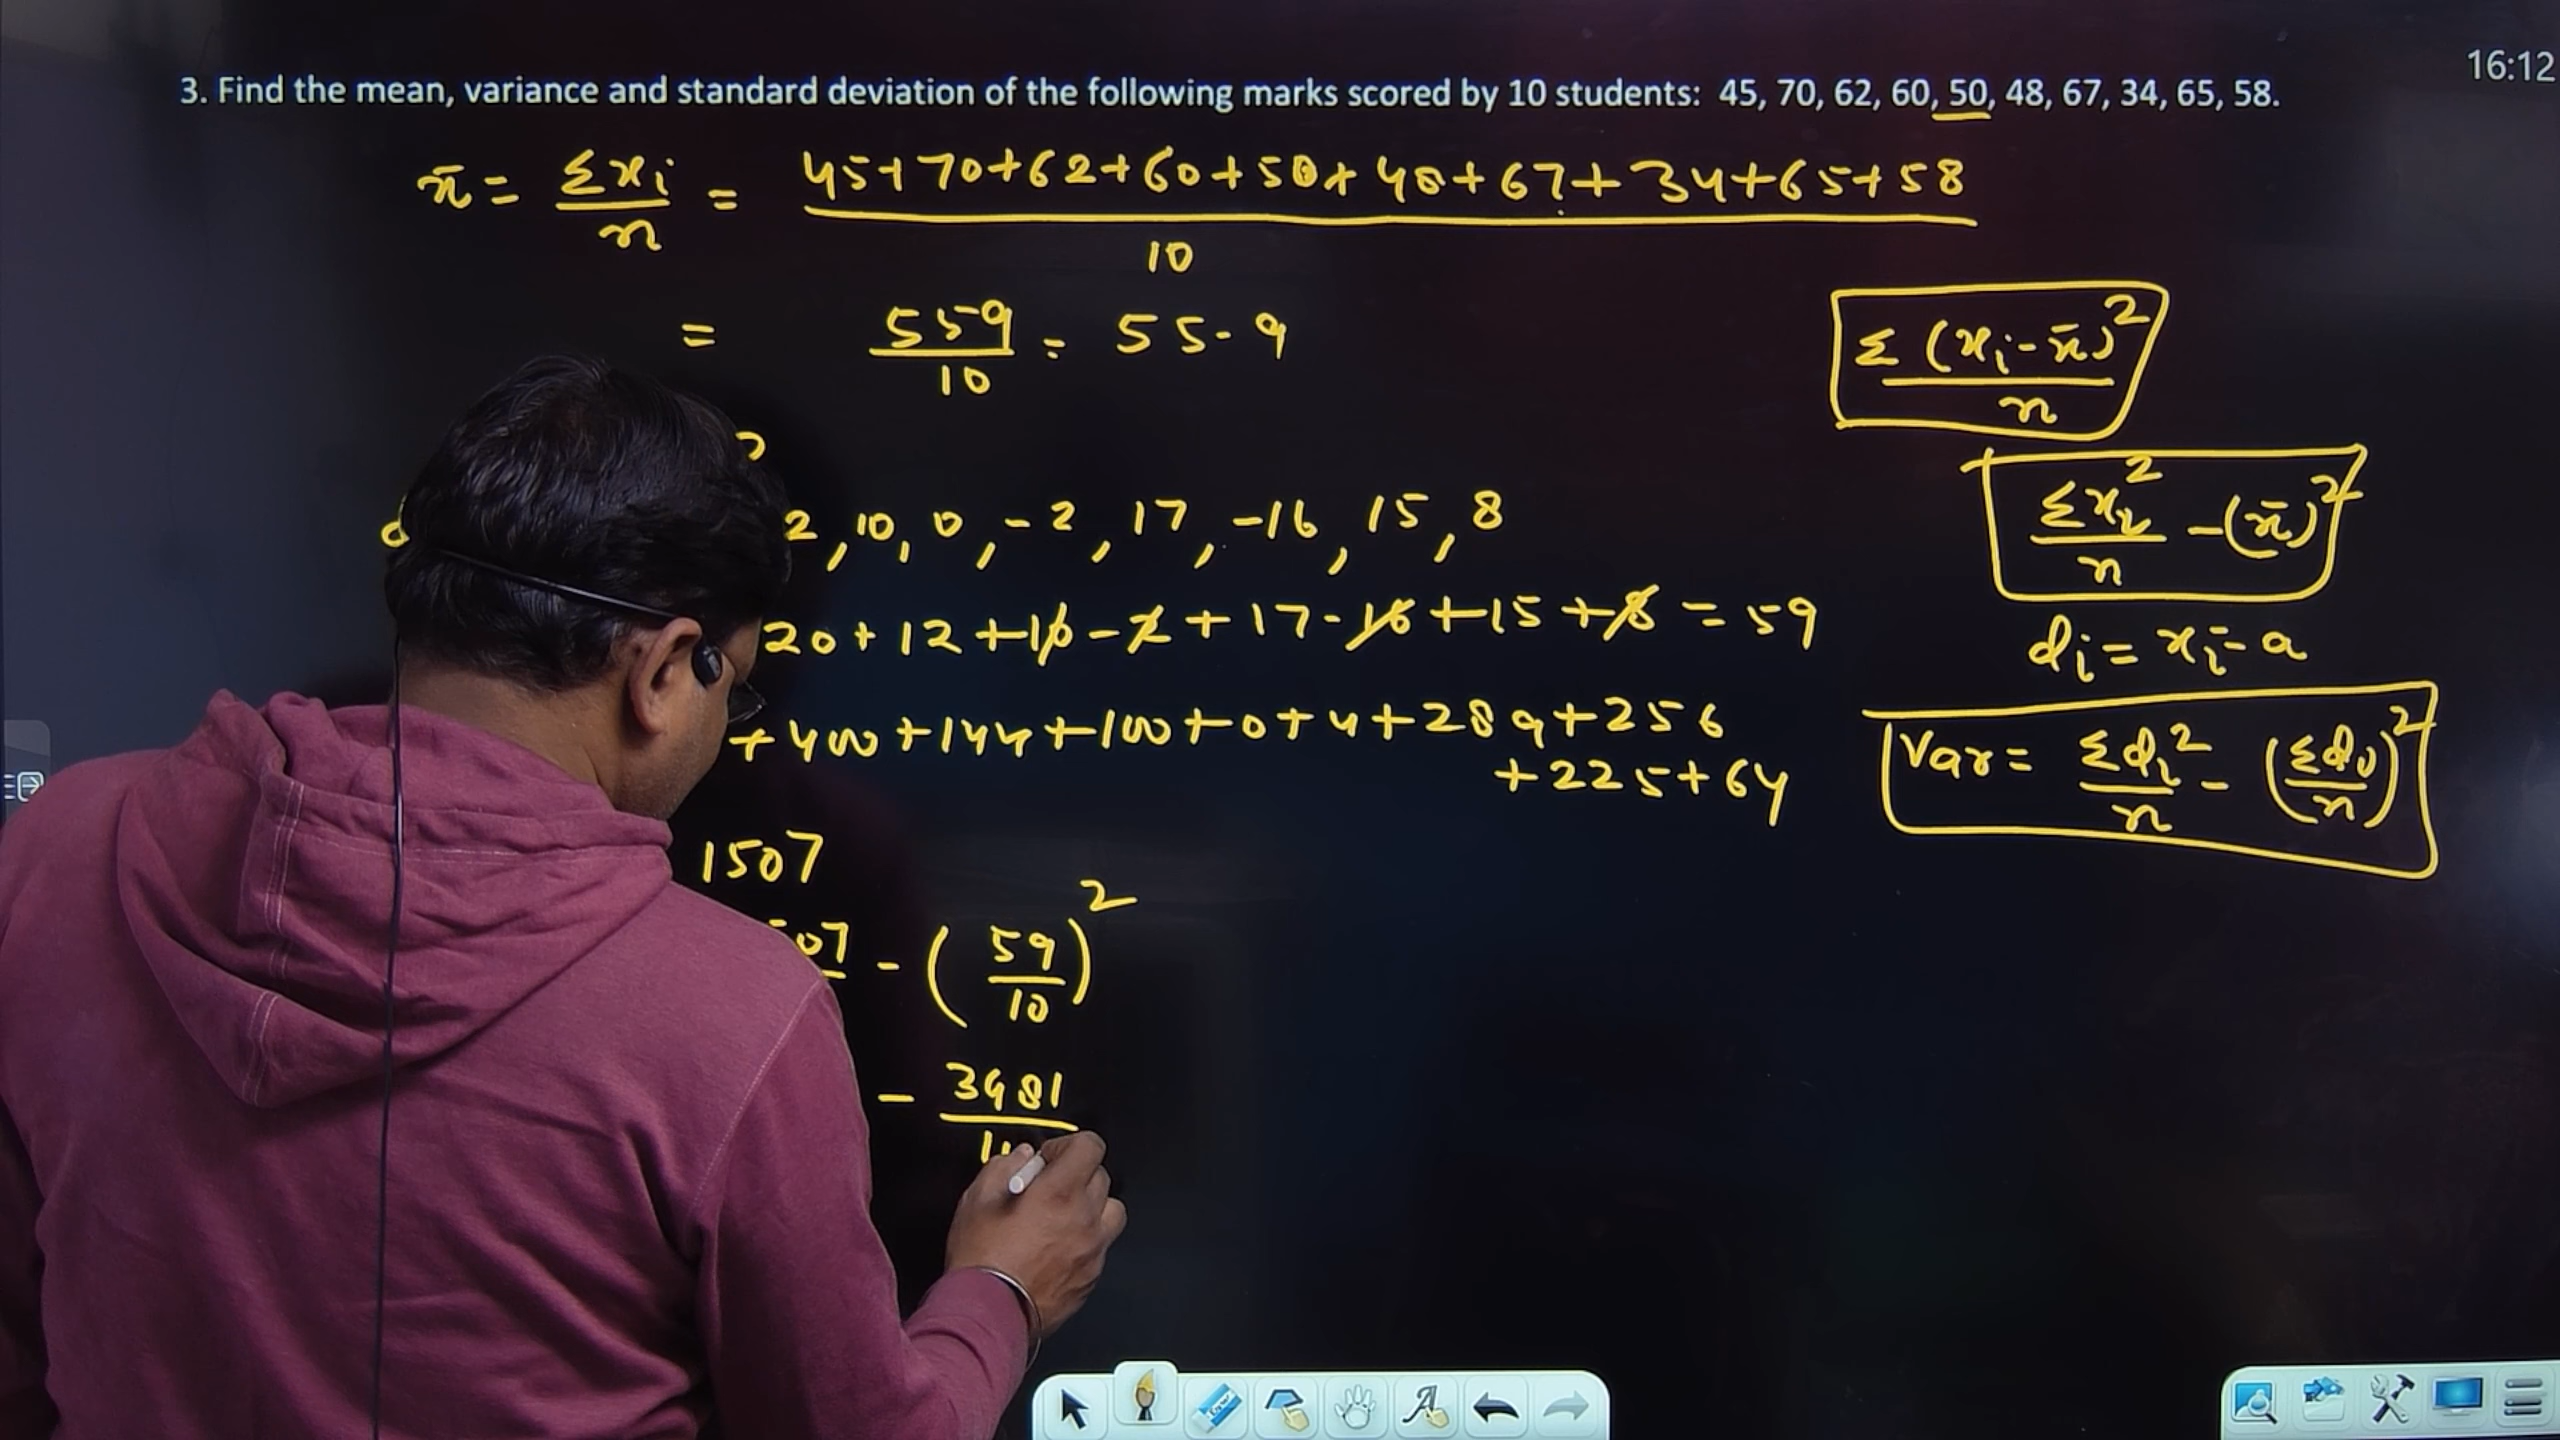 16:12
3. Find the mean, variance and standard deviation of the following marks scored by 10 students: 45, 70, 62, 60, 50, 48, 67, 34, 65, 58.
x̄ = Σxi/n = (45+70+62+60+50+48+67+34+65+58)/10
= 559/10 = 55.9
Σ(xi-x̄)²/n
Σxi²/n -(x̄)²
2, 10, 0, -2, 17, -16, 15, 8
20+12+10-2+17-16+15+8 = 59
di = xi - a
+400+144+100+0+4+289+256
+225+64
Var = Σdi²/n - (Σdi/n)²
1507
07 - (59/10)²
- 3481